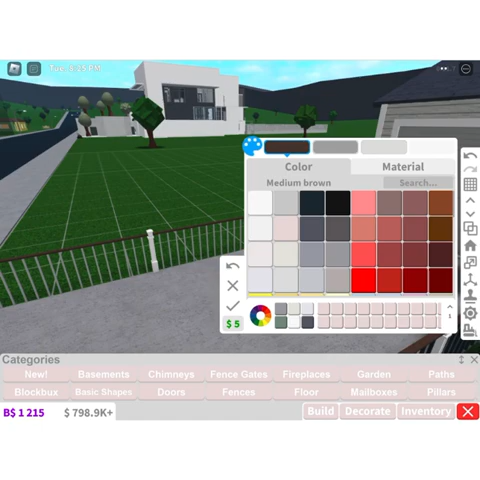 Color
Material
Medium brown
Search...
$ 5
1
Categories
New! Basements Chimneys Fence Gates Fireplaces Garden Paths
Blockbux Basic Shapes Doors Fences Floor Mailboxes Pillars
B$ 1 215 $ 798.9K+ Build Decorate Inventory